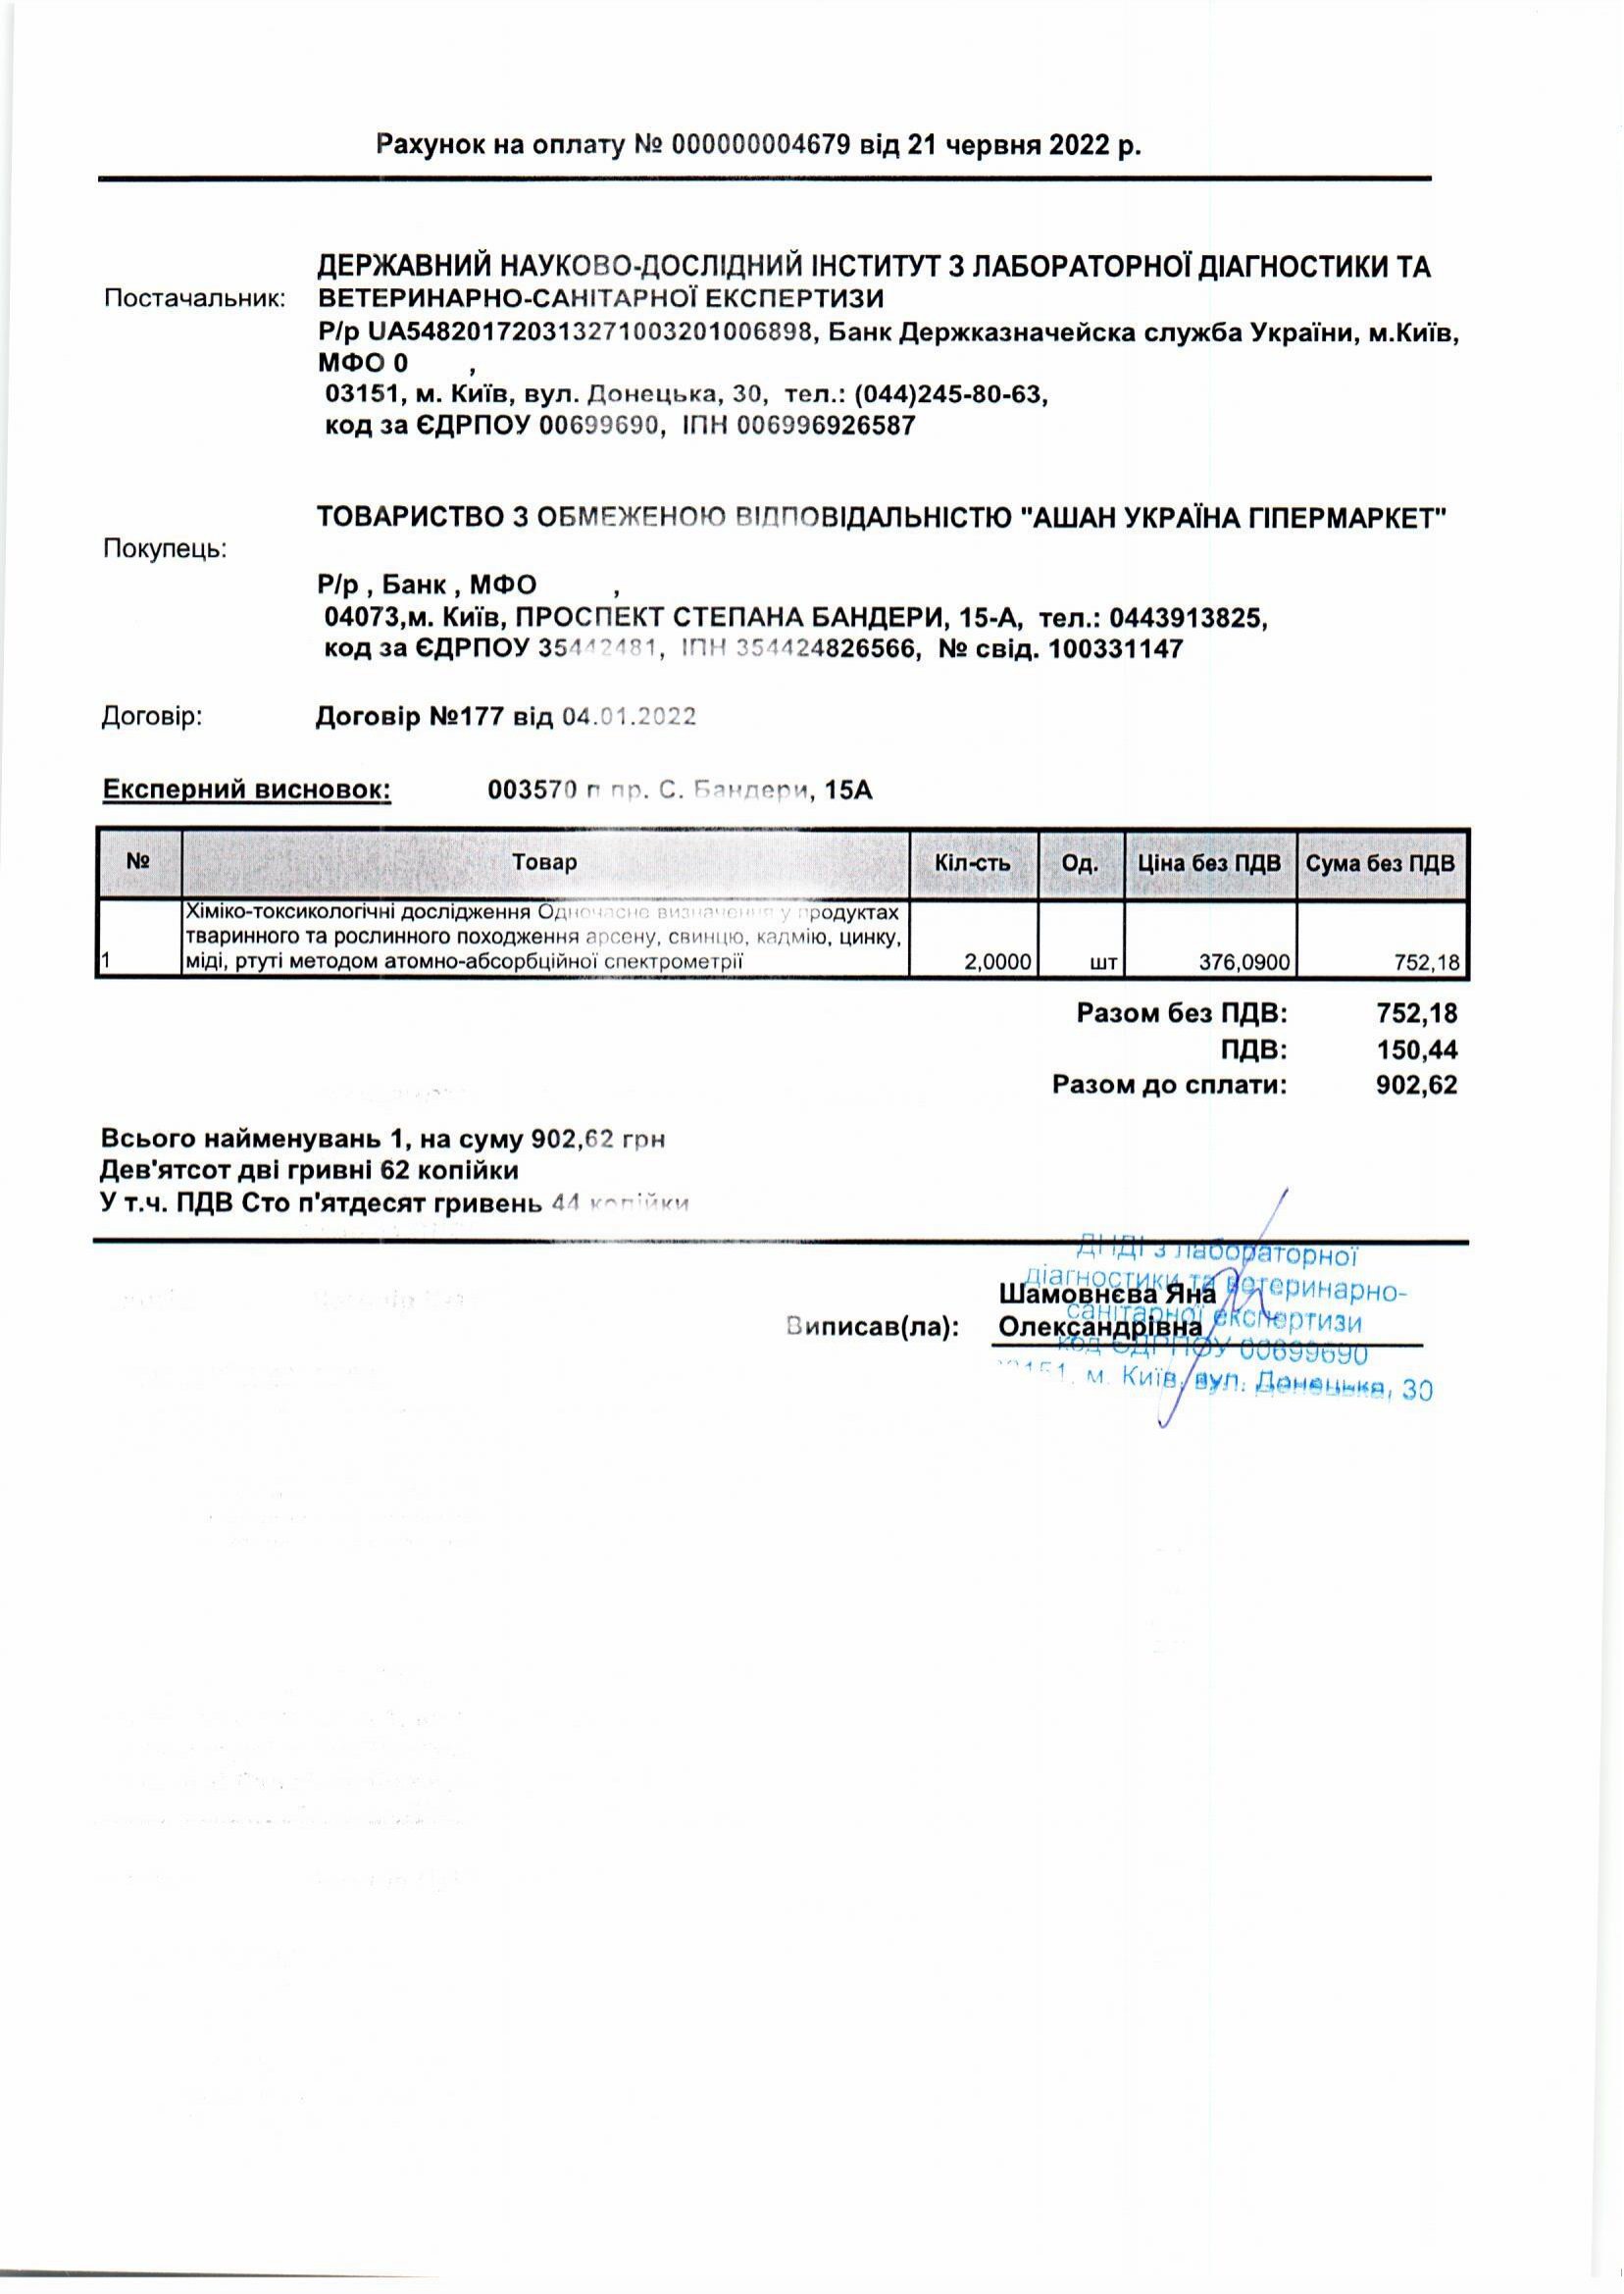 Рахунок на оплату № 000000004679 від 21 червня 2022 р.
ДЕРЖАВНИЙ НАУКОВО-ДОСЛІДНИЙ ІНСТИТУТ З ЛАБОРАТОРНОЇ ДІАГНОСТИКИ ТА
Постачальник: ВЕТЕРИНАРНО-САНІТАРНОЇ ЕКСПЕРТИЗИ
Р/р UA548201720313271003201006898, Банк Держказначейска служба України, м.Київ,
МФО 0 ,
03151, м. Київ, вул. Донецька, 30, тел.: (044)245-80-63,
код за ЄДРПОУ 00699690, ІПН 006996926587
ТОВАРИСТВО З ОБМЕЖЕНОЮ ВІДПОВІДАЛЬНІСТЮ "АШАН УКРАЇНА ГІПЕРМАРКЕТ"
Покупець:
Р/р , Банк , МФО ,
04073,м. Київ, ПРОСПЕКТ СТЕПАНА БАНДЕРИ, 15-А, тел.: 0443913825,
код за ЄДРПОУ 35442481, ІПН 354424826566, № свід. 100331147
Договір: Договір №177 від 04.01.2022
Експерний висновок: 003570 п пр. С. Бандери, 15А
№ Товар Кіл-сть Од. Ціна без ПДВ Сума без ПДВ
Хіміко-токсикологічні дослідження Одночасне визначення у продуктах
тваринного та рослинного походження арсену, свинцю, кадмію, цинку,
1 міді, ртуті методом атомно-абсорбційної спектрометрії 2,0000 шт 376,0900 752,18
Разом без ПДВ: 752,18
ПДВ: 150,44
Разом до сплати: 902,62
Всього найменувань 1, на суму 902,62 грн
Дев'ятсот дві гривні 62 копійки
У т.ч. ПДВ Сто п'ятдесят гривень 44 копійки
Шамовнєва Яна
Виписав(ла): Олександрівна
ДНДІ з лабораторної
діагностики та ветеринарно-
санітарної експертизи
код ЄДРПОУ 00699690
м. Київ, вул. Донецька, 30